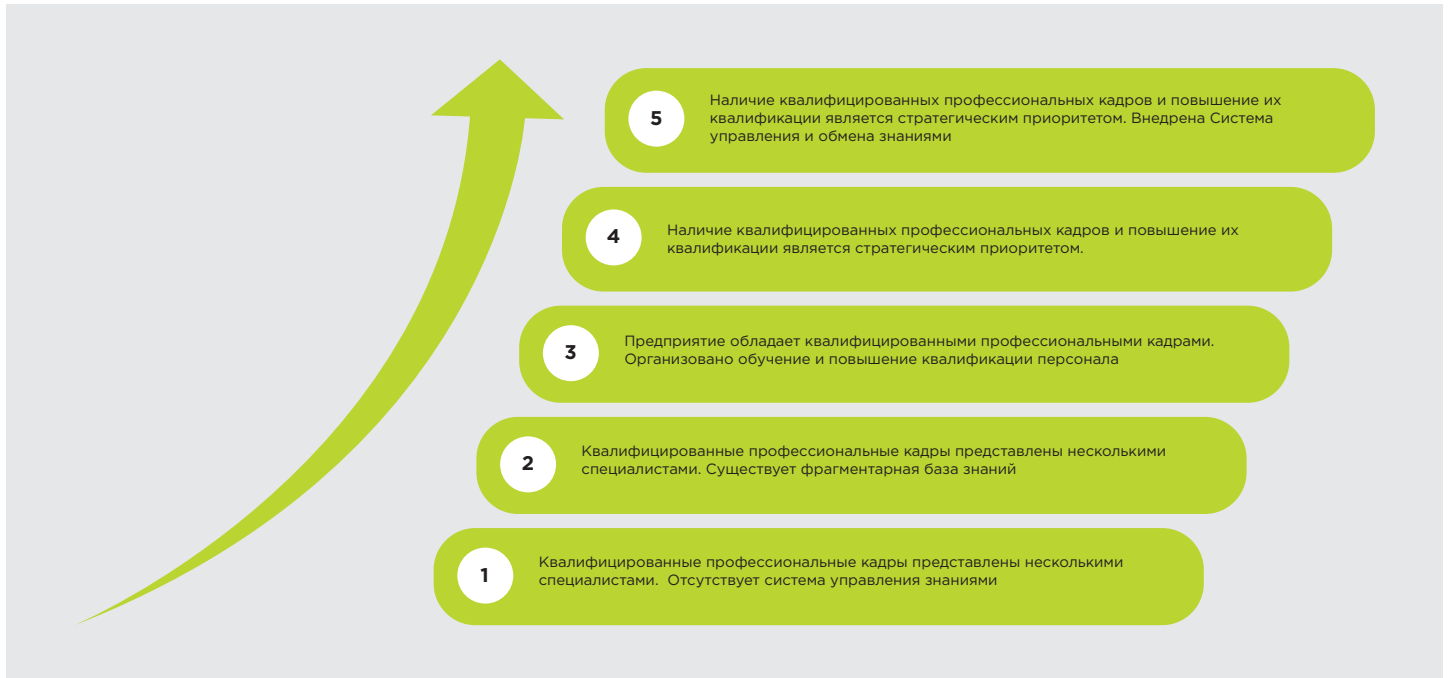 5
Наличие квалифицированных профессиональных кадров и повышение их
квалификации является стратегическим приоритетом. Внедрена Система
управления и обмена знаниями
4
Наличие квалифицированных профессиональных кадров и повышение их
квалификации является стратегическим приоритетом.
3
Предприятие обладает квалифицированными профессиональными кадрами.
Организовано обучение и повышение квалификации персонала
2
Квалифицированные профессиональные кадры представлены несколькими
специалистами. Существует фрагментарная база знаний
1
Квалифицированные профессиональные кадры представлены несколькими
специалистами.  Отсутствует система управления знаниями